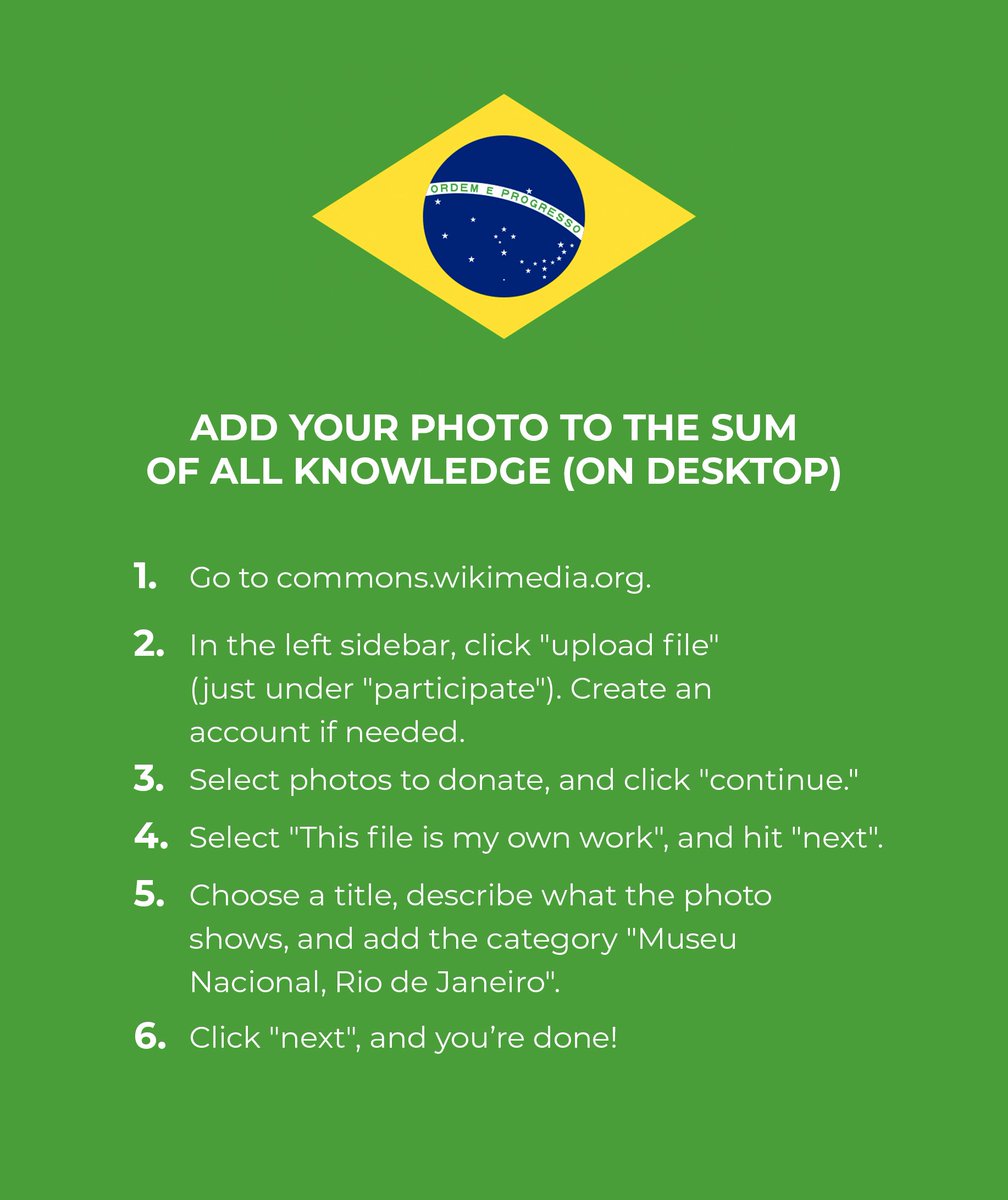 ORDEM E PROGRESSO
ADD YOUR PHOTO TO THE SUM
OF ALL KNOWLEDGE (ON DESKTOP)
1. Go to commons.wikimedia.org.
2. In the left sidebar, click "upload file"
(just under "participate"). Create an
account if needed.
3. Select photos to donate, and click "continue."
4. Select "This file is my own work", and hit "next".
5. Choose a title, describe what the photo
shows, and add the category "Museu
Nacional, Rio de Janeiro".
6. Click "next", and you’re done!